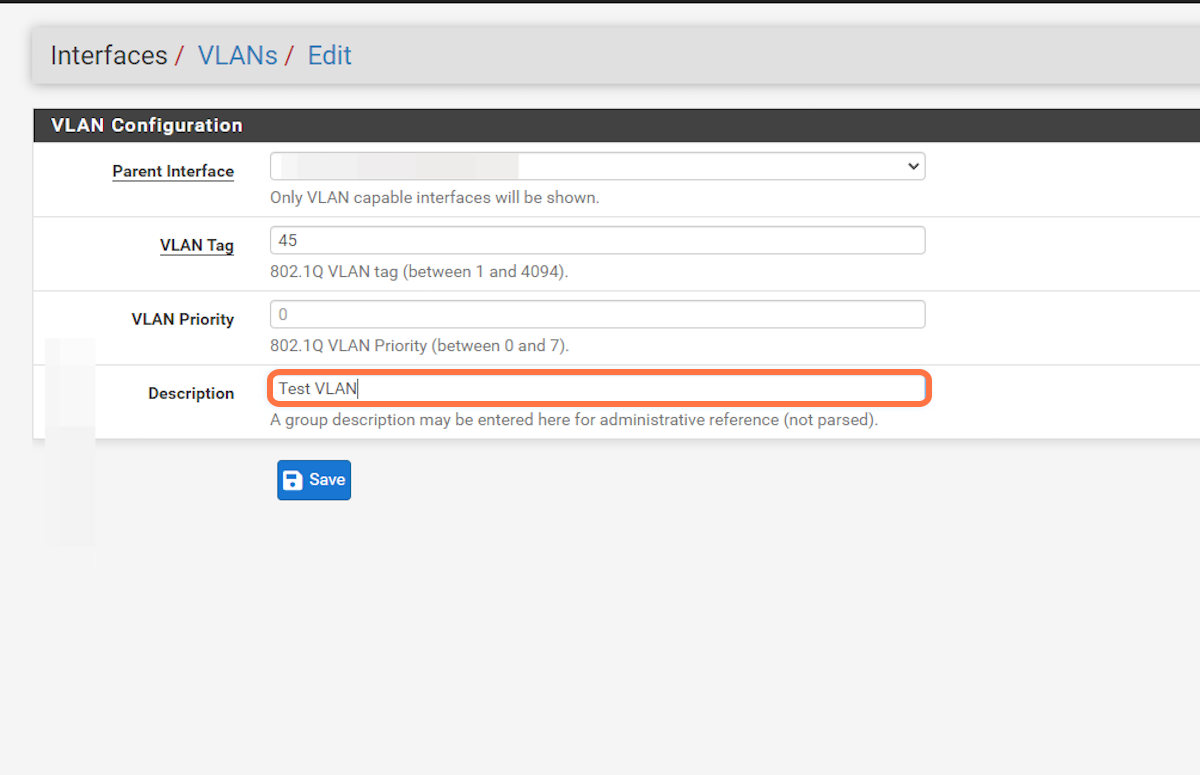 Interfaces / VLANs / Edit
VLAN Configuration
Parent Interface
Only VLAN capable interfaces will be shown.
VLAN Tag 45
802.1Q VLAN tag (between 1 and 4094).
VLAN Priority 0
802.1Q VLAN Priority (between 0 and 7).
Description Test VLAN
A group description may be entered here for administrative reference (not parsed).
Save